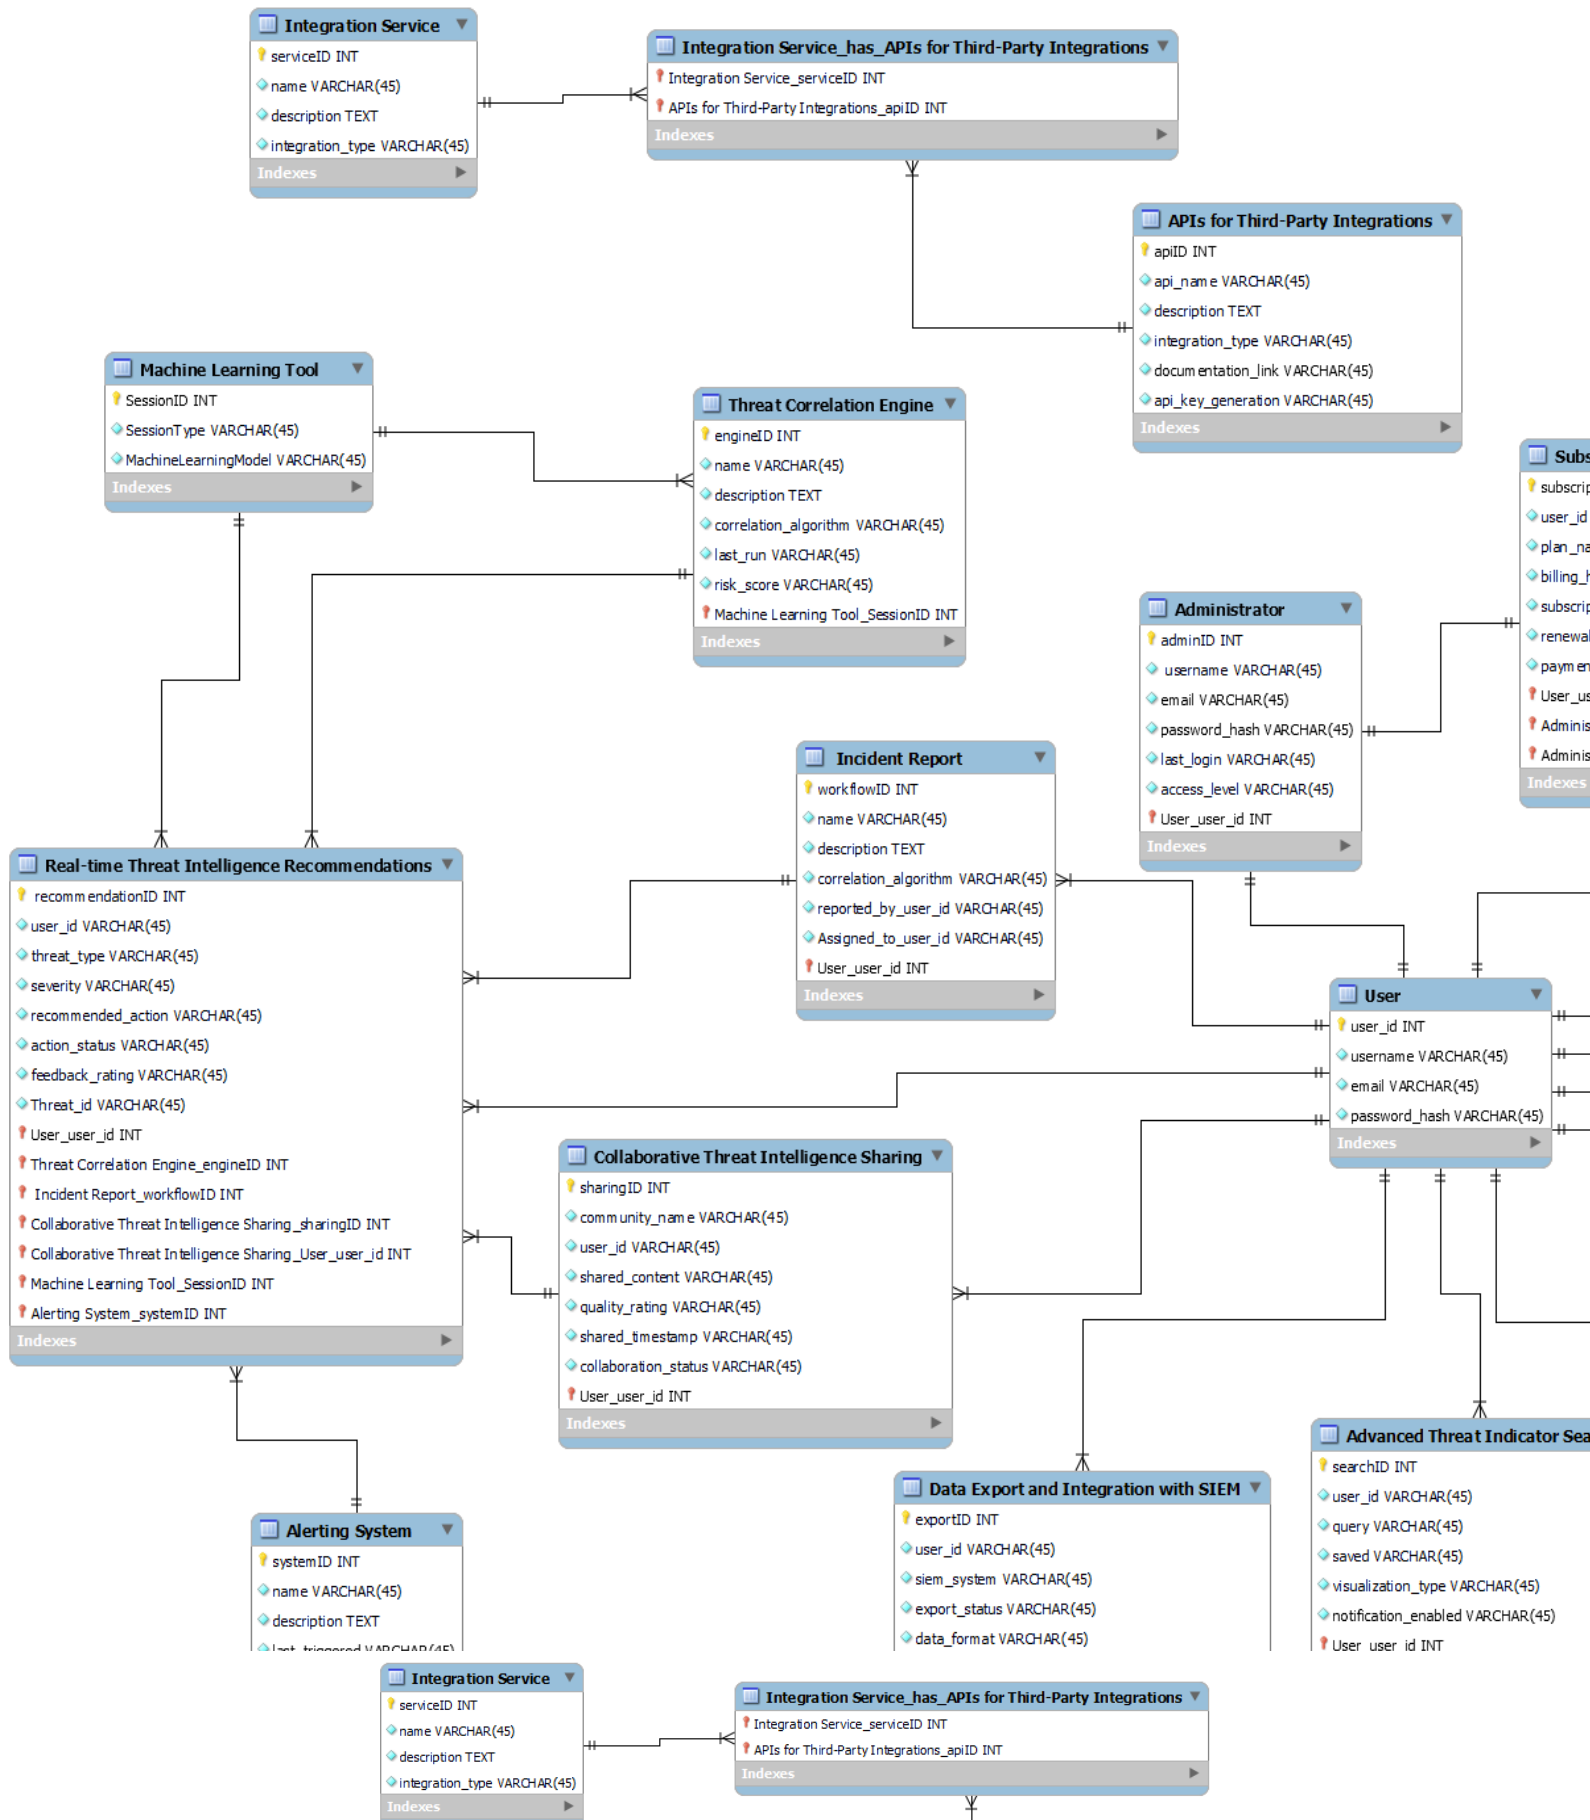 Integration Service
serviceID INT
name VARCHAR(45)
description TEXT
integration_type VARCHAR(45)
Indexes
Integration Service_has_APIs for Third-Party Integrations
Integration Service_serviceID INT
APIs for Third-Party Integrations_apiID INT
Indexes
APIs for Third-Party Integrations
apiID INT
api_name VARCHAR(45)
description TEXT
integration_type VARCHAR(45)
documentation_link VARCHAR(45)
api_key_generation VARCHAR(45)
Indexes
Machine Learning Tool
SessionID INT
SessionType VARCHAR(45)
MachineLearningModel VARCHAR(45)
Indexes
Threat Correlation Engine
engineID INT
name VARCHAR(45)
description TEXT
correlation_algorithm VARCHAR(45)
last_run VARCHAR(45)
risk_score VARCHAR(45)
Machine Learning Tool_SessionID INT
Indexes
Subs
subscrip
user_id
plan_na
billing_h
subscrip
renewal
paymen
User_us
Adminis
Adminis
Indexes
Administrator
adminID INT
username VARCHAR(45)
email VARCHAR(45)
password_hash VARCHAR(45)
last_login VARCHAR(45)
access_level VARCHAR(45)
User_user_id INT
Indexes
Incident Report
workflowID INT
name VARCHAR(45)
description TEXT
correlation_algorithm VARCHAR(45)
reported_by_user_id VARCHAR(45)
Assigned_to_user_id VARCHAR(45)
User_user_id INT
Indexes
Real-time Threat Intelligence Recommendations
recommendationID INT
user_id VARCHAR(45)
threat_type VARCHAR(45)
severity VARCHAR(45)
recommended_action VARCHAR(45)
action_status VARCHAR(45)
feedback_rating VARCHAR(45)
Threat_id VARCHAR(45)
User_user_id INT
Threat Correlation Engine_engineID INT
Incident Report_workflowID INT
Collaborative Threat Intelligence Sharing_sharingID INT
Collaborative Threat Intelligence Sharing_User_user_id INT
Machine Learning Tool_SessionID INT
Alerting System_systemID INT
Indexes
User
user_id INT
username VARCHAR(45)
email VARCHAR(45)
password_hash VARCHAR(45)
Indexes
Collaborative Threat Intelligence Sharing
sharingID INT
community_name VARCHAR(45)
user_id VARCHAR(45)
shared_content VARCHAR(45)
quality_rating VARCHAR(45)
shared_timestamp VARCHAR(45)
collaboration_status VARCHAR(45)
User_user_id INT
Indexes
Data Export and Integration with SIEM
exportID INT
user_id VARCHAR(45)
siem_system VARCHAR(45)
export_status VARCHAR(45)
data_format VARCHAR(45)
Advanced Threat Indicator Sea
searchID INT
user_id VARCHAR(45)
query VARCHAR(45)
saved VARCHAR(45)
visualization_type VARCHAR(45)
notification_enabled VARCHAR(45)
User_user_id INT
Alerting System
systemID INT
name VARCHAR(45)
description TEXT
last_triggered VARCHAR(45)
Integration Service
serviceID INT
name VARCHAR(45)
description TEXT
integration_type VARCHAR(45)
Indexes
Integration Service_has_APIs for Third-Party Integrations
Integration Service_serviceID INT
APIs for Third-Party Integrations_apiID INT
Indexes